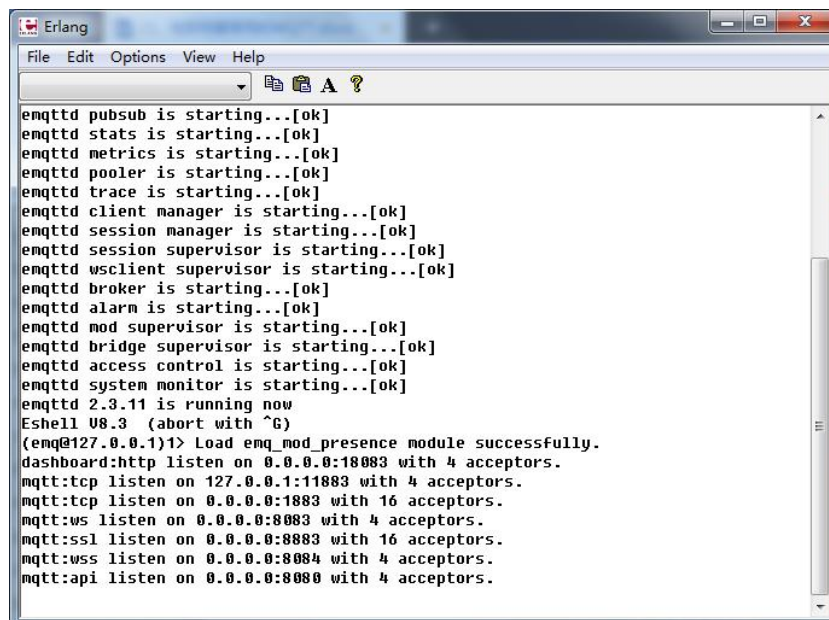 Erlang
File Edit Options View Help
emqttd pubsub is starting...[ok]
emqttd stats is starting...[ok]
emqttd metrics is starting...[ok]
emqttd pooler is starting...[ok]
emqttd trace is starting...[ok]
emqttd client manager is starting...[ok]
emqttd session manager is starting...[ok]
emqttd session supervisor is starting...[ok]
emqttd wsclient supervisor is starting...[ok]
emqttd broker is starting...[ok]
emqttd alarm is starting...[ok]
emqttd mod supervisor is starting...[ok]
emqttd bridge supervisor is starting...[ok]
emqttd access control is starting...[ok]
emqttd system monitor is starting...[ok]
emqttd 2.3.11 is running now
Eshell V8.3  (abort with ^G)
(emq@127.0.0.1)1> Load emq_mod_presence module successfully.
dashboard:http listen on 0.0.0.0:18083 with 4 acceptors.
mqtt:tcp listen on 127.0.0.1:11883 with 4 acceptors.
mqtt:tcp listen on 0.0.0.0:1883 with 16 acceptors.
mqtt:ws listen on 0.0.0.0:8083 with 4 acceptors.
mqtt:ssl listen on 0.0.0.0:8883 with 16 acceptors.
mqtt:wss listen on 0.0.0.0:8084 with 4 acceptors.
mqtt:api listen on 0.0.0.0:8080 with 4 acceptors.